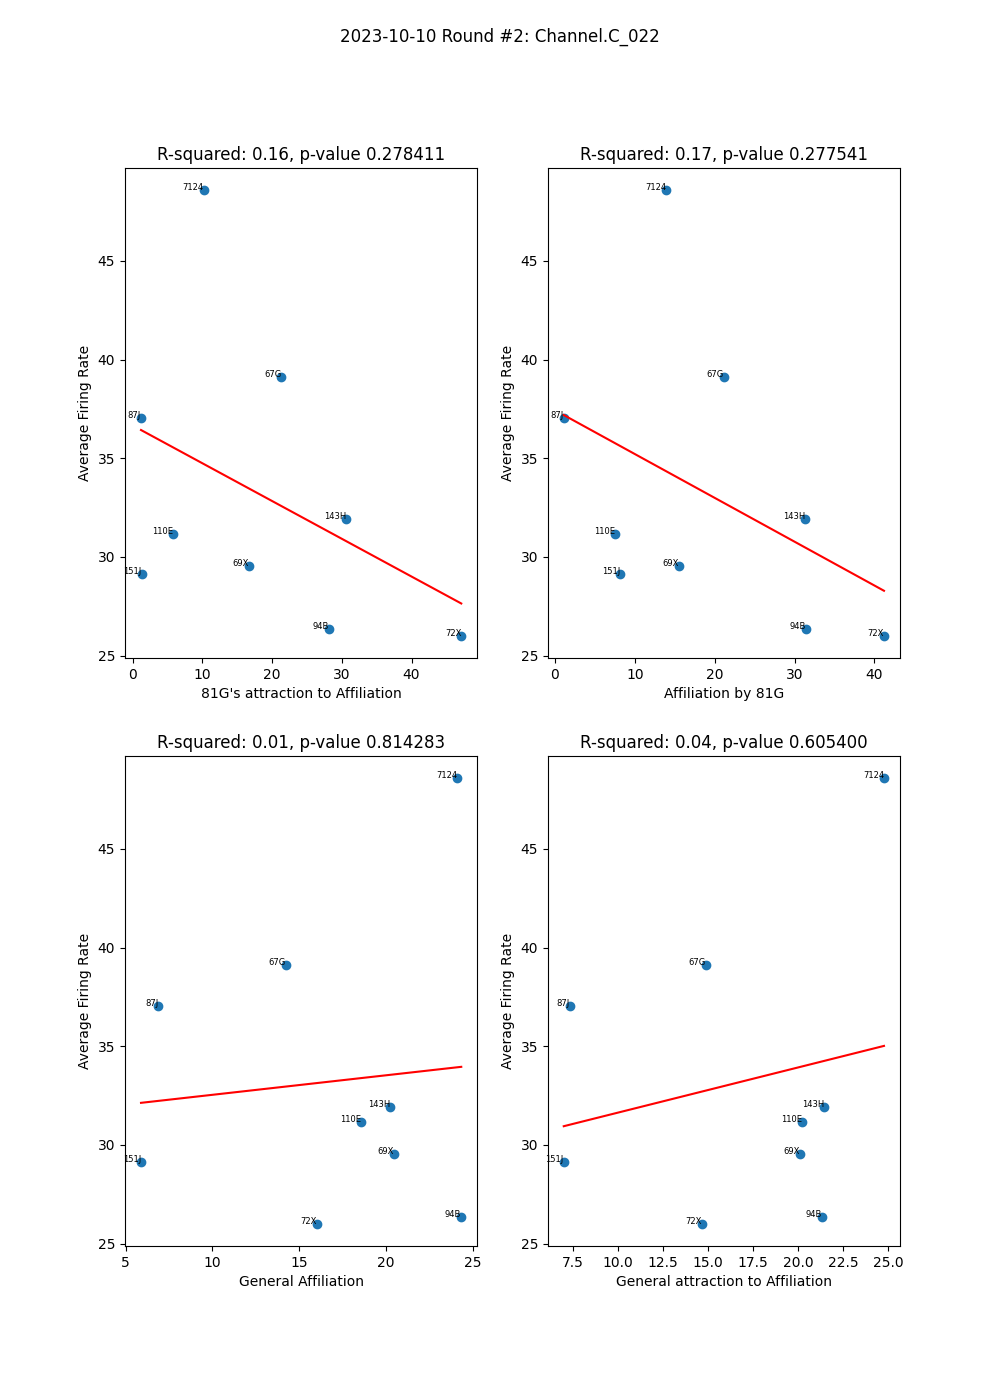 2023-10-10 Round #2: Channel.C_022
R-squared: 0.16, p-value 0.278411
7124
67G
87J
143H
110E
69X
151J
94B
72X
45
40
35
30
25
Average Firing Rate
0 10 20 30 40
81G's attraction to Affiliation
R-squared: 0.17, p-value 0.277541
7124
67G
87J
143H
110E
69X
151J
94B
72X
45
40
35
30
25
Average Firing Rate
0 10 20 30 40
Affiliation by 81G
R-squared: 0.01, p-value 0.814283
7124
67G
87J
143H
110E
69X
151J
94B
72X
45
40
35
30
25
Average Firing Rate
5 10 15 20 25
General Affiliation
R-squared: 0.04, p-value 0.605400
7124
67G
87J
143H
110E
69X
151J
94B
72X
45
40
35
30
25
Average Firing Rate
7.5 10.0 12.5 15.0 17.5 20.0 22.5 25.0
General attraction to Affiliation